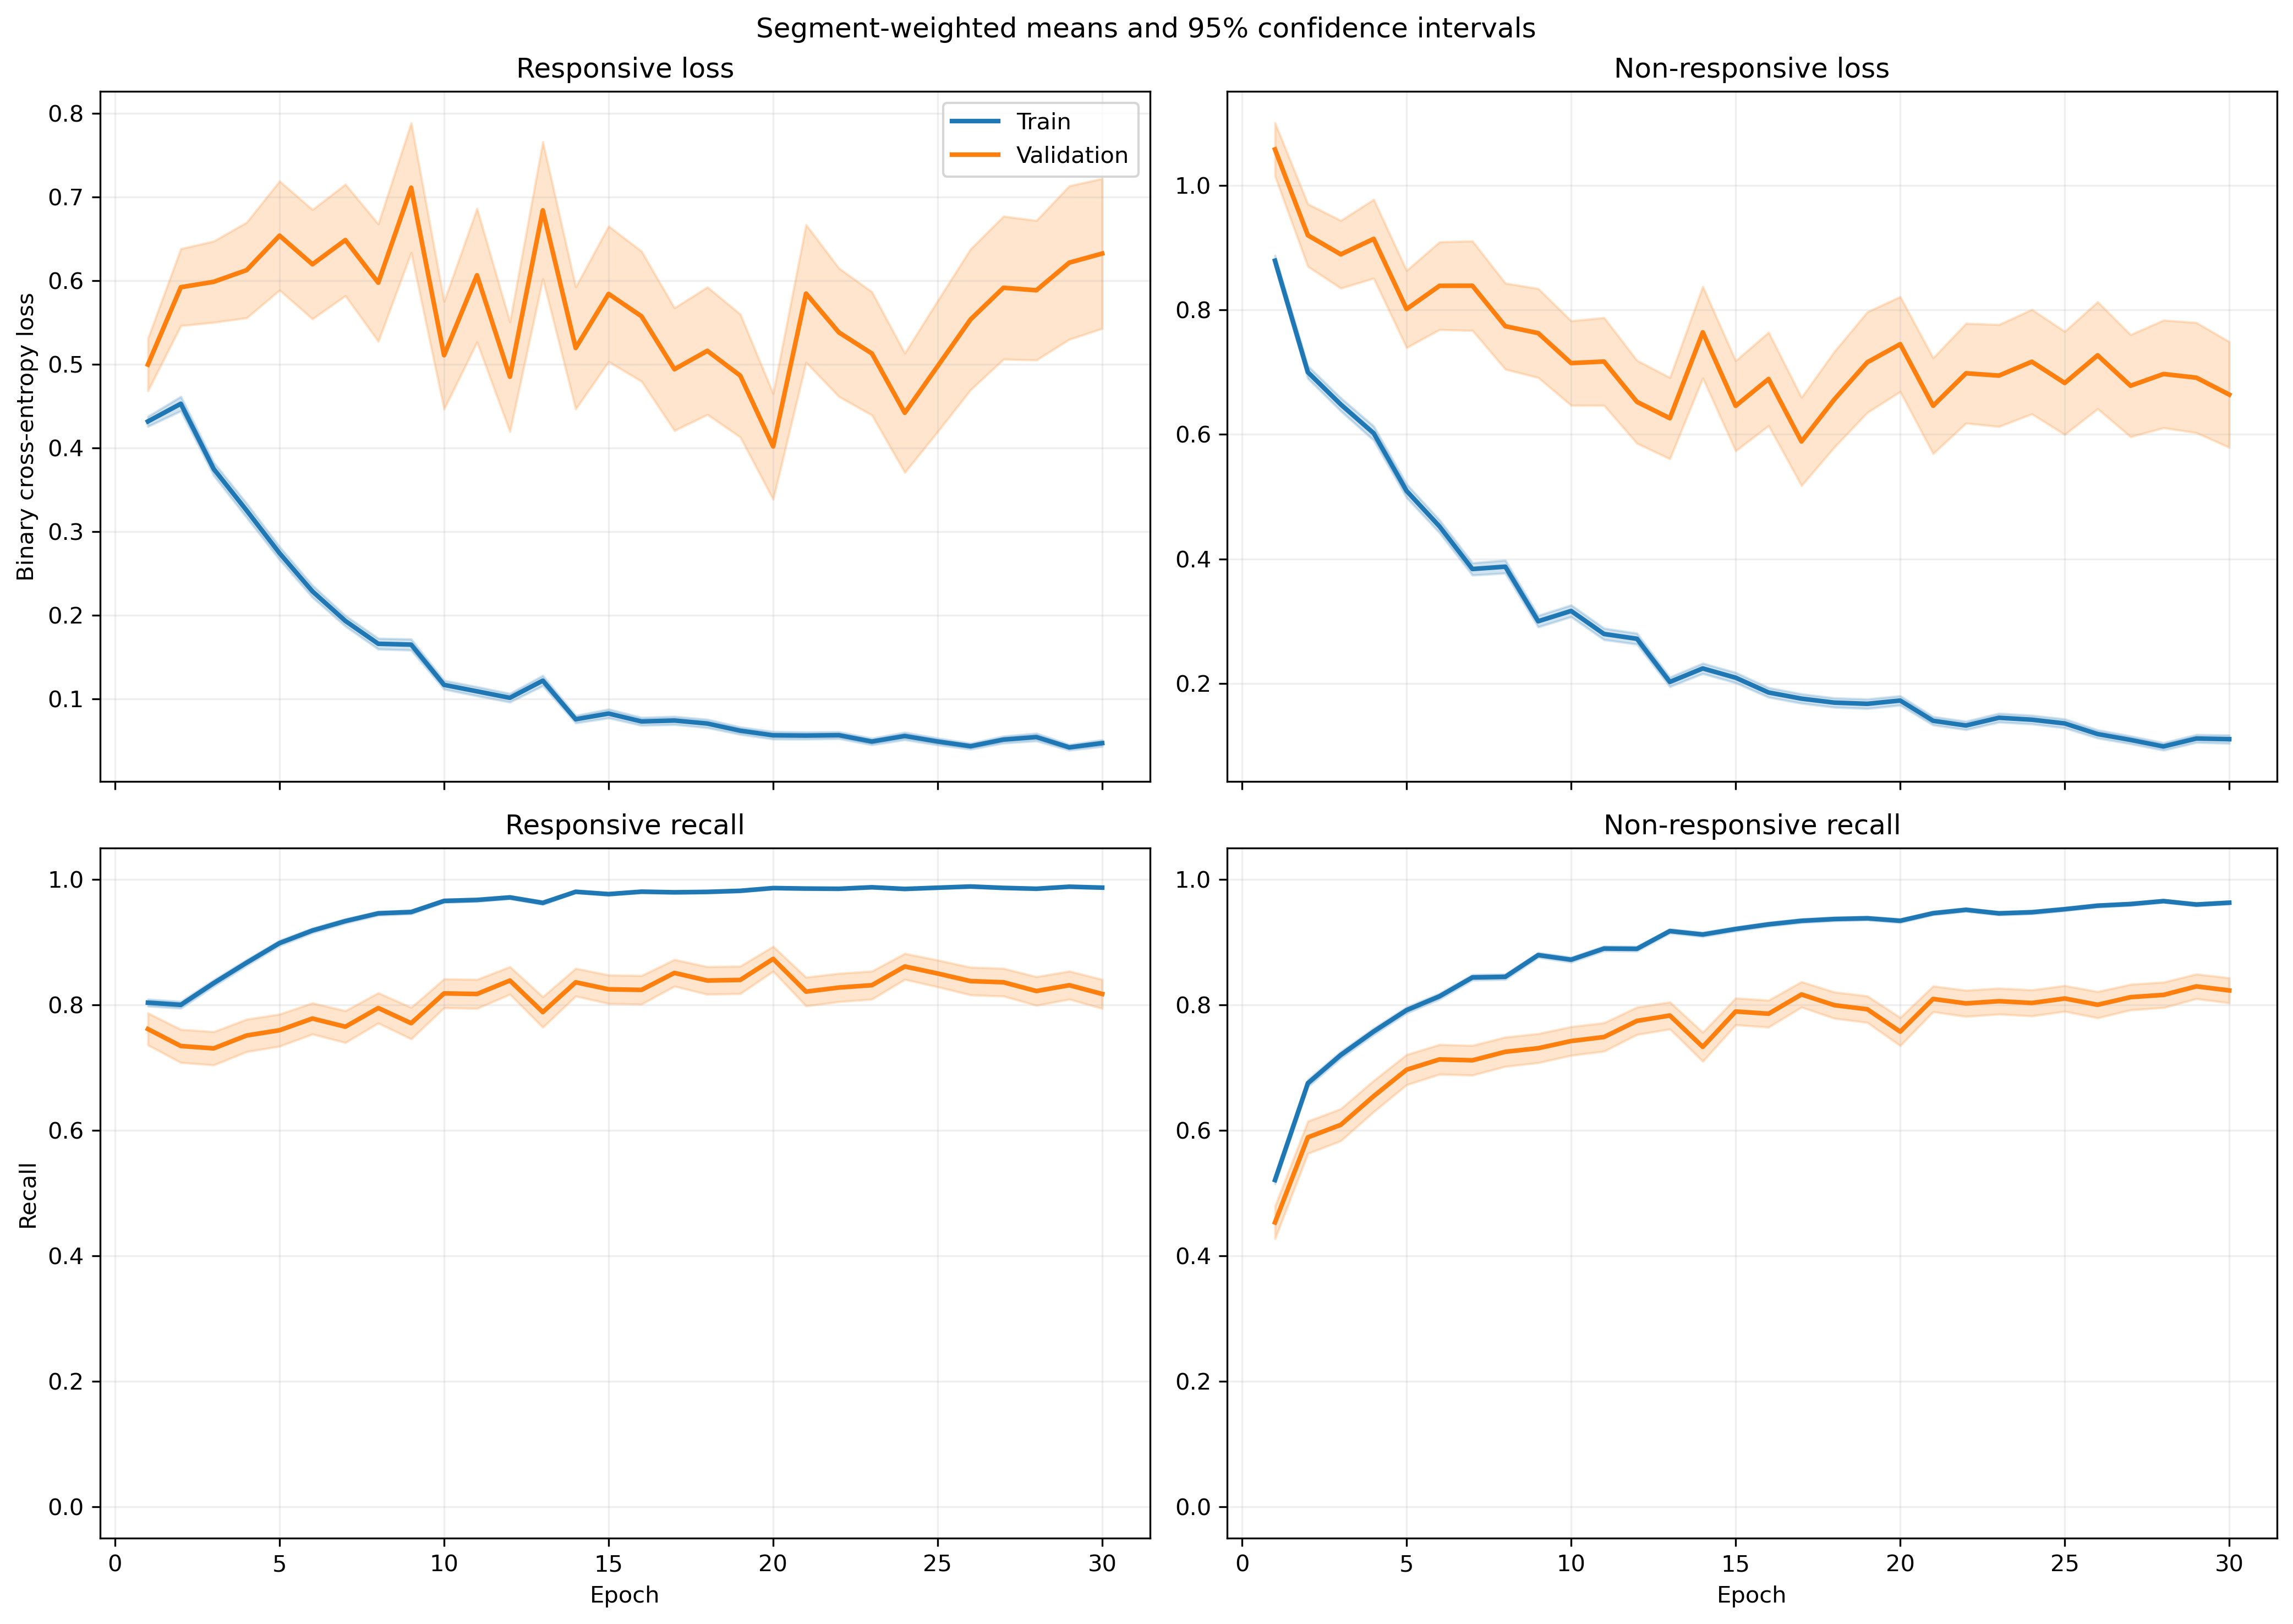 Segment-weighted means and 95% confidence intervals
Responsive loss
Non-responsive loss
Train
Validation
Binary cross-entropy loss
0.8
0.7
0.6
0.5
0.4
0.3
0.2
0.1
1.0
0.8
0.6
0.4
0.2
Responsive recall
Non-responsive recall
Recall
1.0
0.8
0.6
0.4
0.2
0.0
0 5 10 15 20 25 30
Epoch
1.0
0.8
0.6
0.4
0.2
0.0
0 5 10 15 20 25 30
Epoch